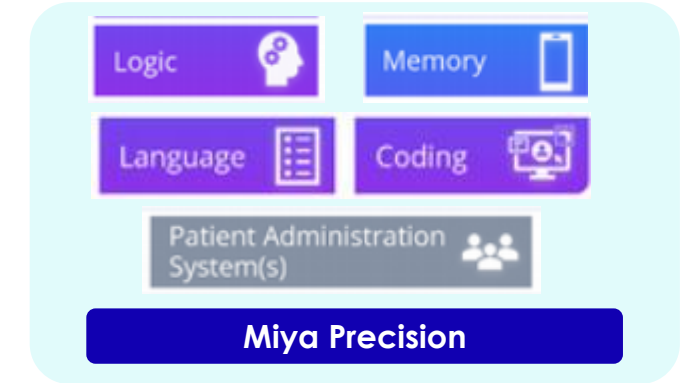 Logic
Memory
Language
Coding
Patient Administration
System(s)
Miya Precision